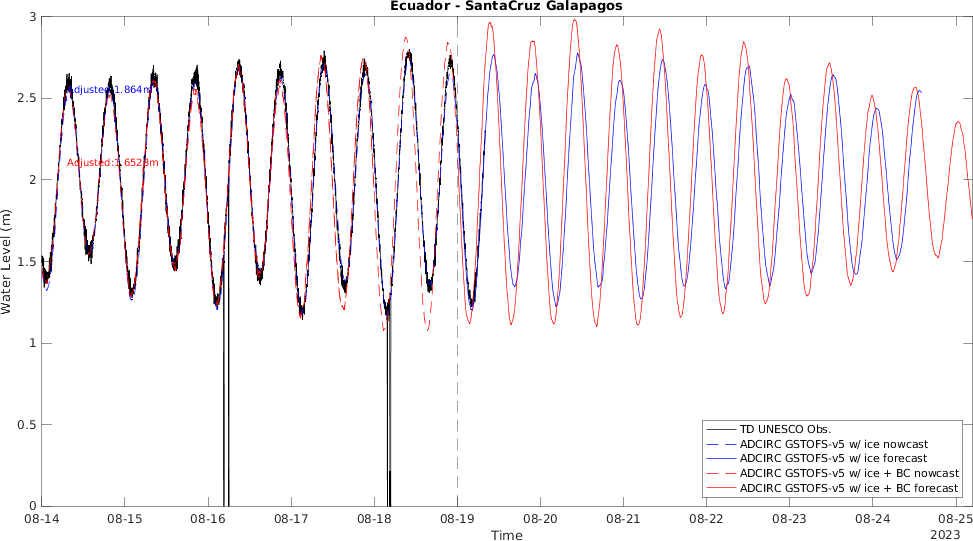 Ecuador - SantaCruz Galapagos
3
2.5
2
1.5
1
0.5
0
Water Level (m)
Adjusted:1.864m
Adjusted:1.6528m
TD UNESCO Obs.
ADCIRC GSTOFS-v5 w/ ice nowcast
ADCIRC GSTOFS-v5 w/ ice forecast
ADCIRC GSTOFS-v5 w/ ice + BC nowcast
ADCIRC GSTOFS-v5 w/ ice + BC forecast
08-14 08-15 08-16 08-17 08-18 08-19 08-20 08-21 08-22 08-23 08-24 08-25
Time
2023